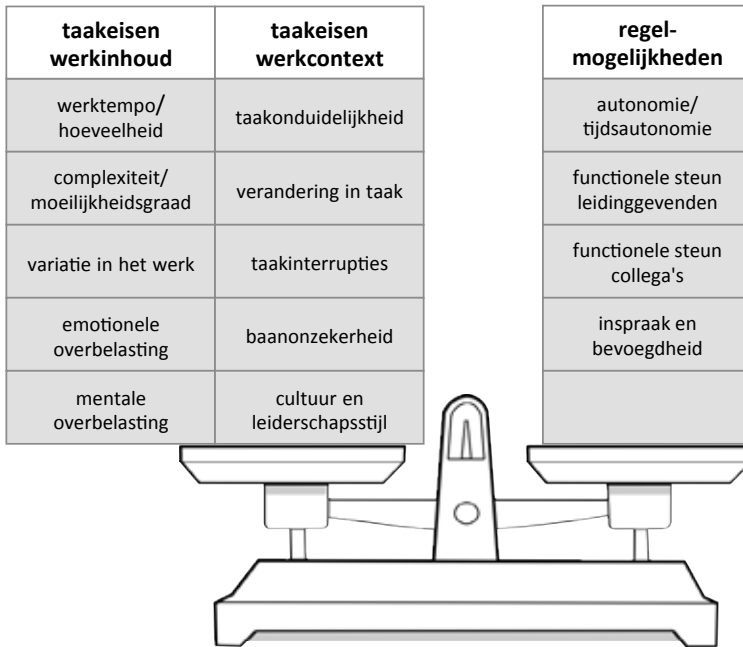 taakeisen
werkinhoud
taakeisen
werkcontext
regel-
mogelijkheden
werktempo/
hoeveelheid
taakonduidelijkheid
autonomie/
tijdsautonomie
complexiteit/
moeilijkheidsgraad
verandering in taak
functionele steun
leidinggevenden
variatie in het werk
taakinterrupties
functionele steun
collega's
emotionele
overbelasting
baanonzekerheid
inspraak en
bevoegdheid
mentale
overbelasting
cultuur en
leiderschapsstijl